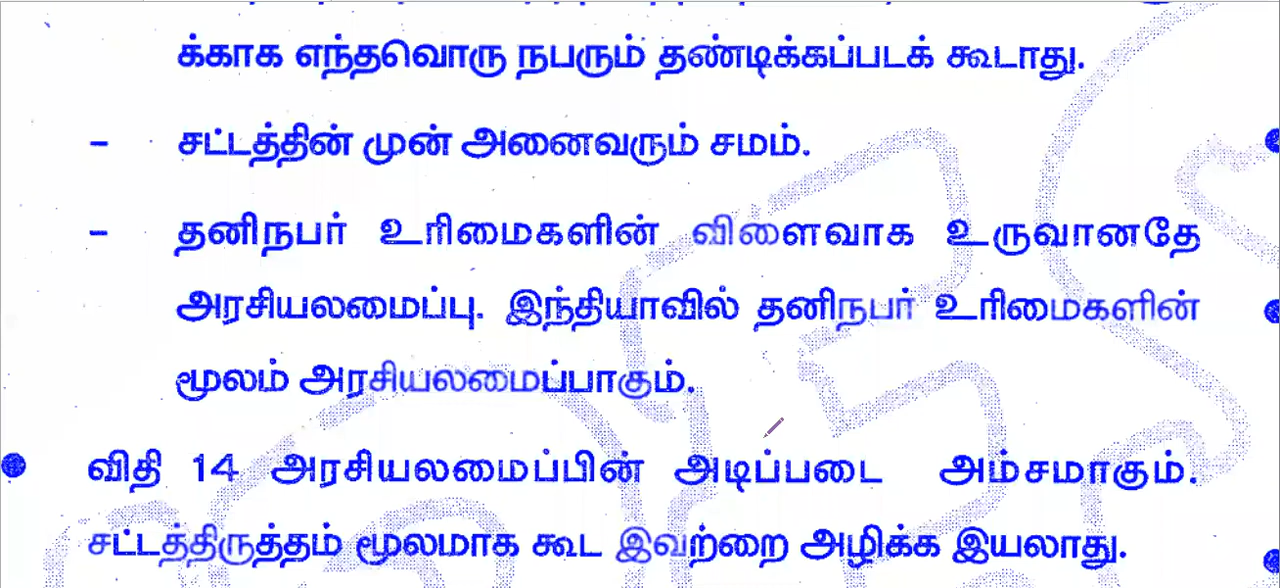 க்காக எந்தவொரு நபரும் தண்டிக்கப்படக் கூடாது.
– சட்டத்தின் முன் அனைவரும் சமம்.
– தனிநபர் உரிமைகளின் விளைவாக உருவானதே
அரசியலமைப்பு. இந்தியாவில் தனிநபர் உரிமைகளின்
மூலம் அரசியலமைப்பாகும்.
● விதி 14 அரசியலமைப்பின் அடிப்படை அம்சமாகும்.
சட்டத்திருத்தம் மூலமாக கூட இவற்றை அழிக்க இயலாது.